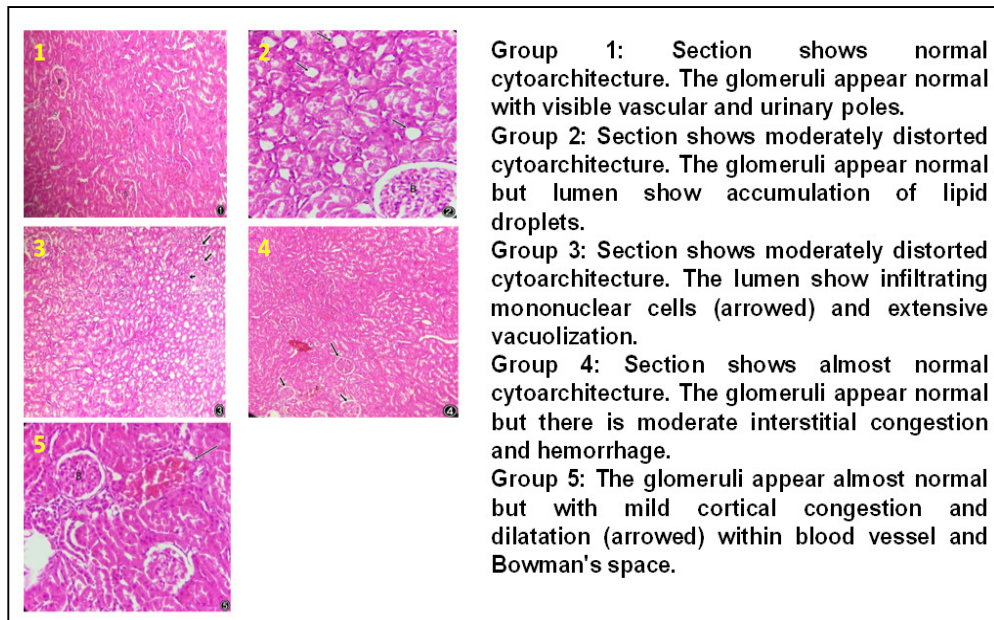 1
2
B
3
4
5
B
①
②
③
④
⑤
Group 1: Section shows normal
cytoarchitecture. The glomeruli appear normal
with visible vascular and urinary poles.
Group 2: Section shows moderately distorted
cytoarchitecture. The glomeruli appear normal
but lumen show accumulation of lipid
droplets.
Group 3: Section shows moderately distorted
cytoarchitecture. The lumen show infiltrating
mononuclear cells (arrowed) and extensive
vacuolization.
Group 4: Section shows almost normal
cytoarchitecture. The glomeruli appear normal
but there is moderate interstitial congestion
and hemorrhage.
Group 5: The glomeruli appear almost normal
but with mild cortical congestion and
dilatation (arrowed) within blood vessel and
Bowman's space.